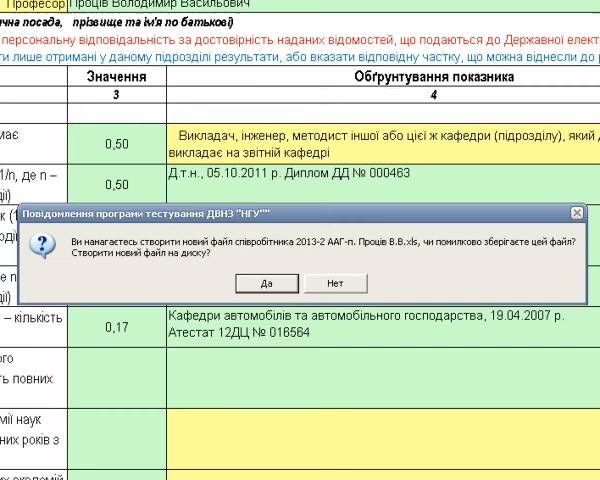 Професор Проців Володимир Васильович
чна посада, прізвище та ім'я по батькові)
персональну відповідальність за достовірність наданих відомостей, що подаються до Державної елект
ти лише отримані у даному підрозділі результати, або вказати відповідну частку, що можна віднести до р
Значення Обґрунтування показника
3 4
має 0,50 Викладач, інженер, методист іншої або цієї ж кафедри (підрозділу), який д
викладає на звітній кафедрі
1/n, де n – 0,50 Д.т.н., 05.10.2011 р. Диплом ДД № 000463
дії)
к (1
Повідомлення програми тестування ДВНЗ "НГУ""
Ви намагаєтесь створити новий файл співробітника 2013-2 ААГ-п. Проців В.В.xls, чи помилково зберігаєте цей файл?
Створити новий файл на диску?
Да Нет
дії)
– кількість 0,17 Кафедри автомобілів та автомобільного господарства, 19.04.2007 р.
Атестат 12ДЦ № 016564
ого
ть повних
мії наук
них років з